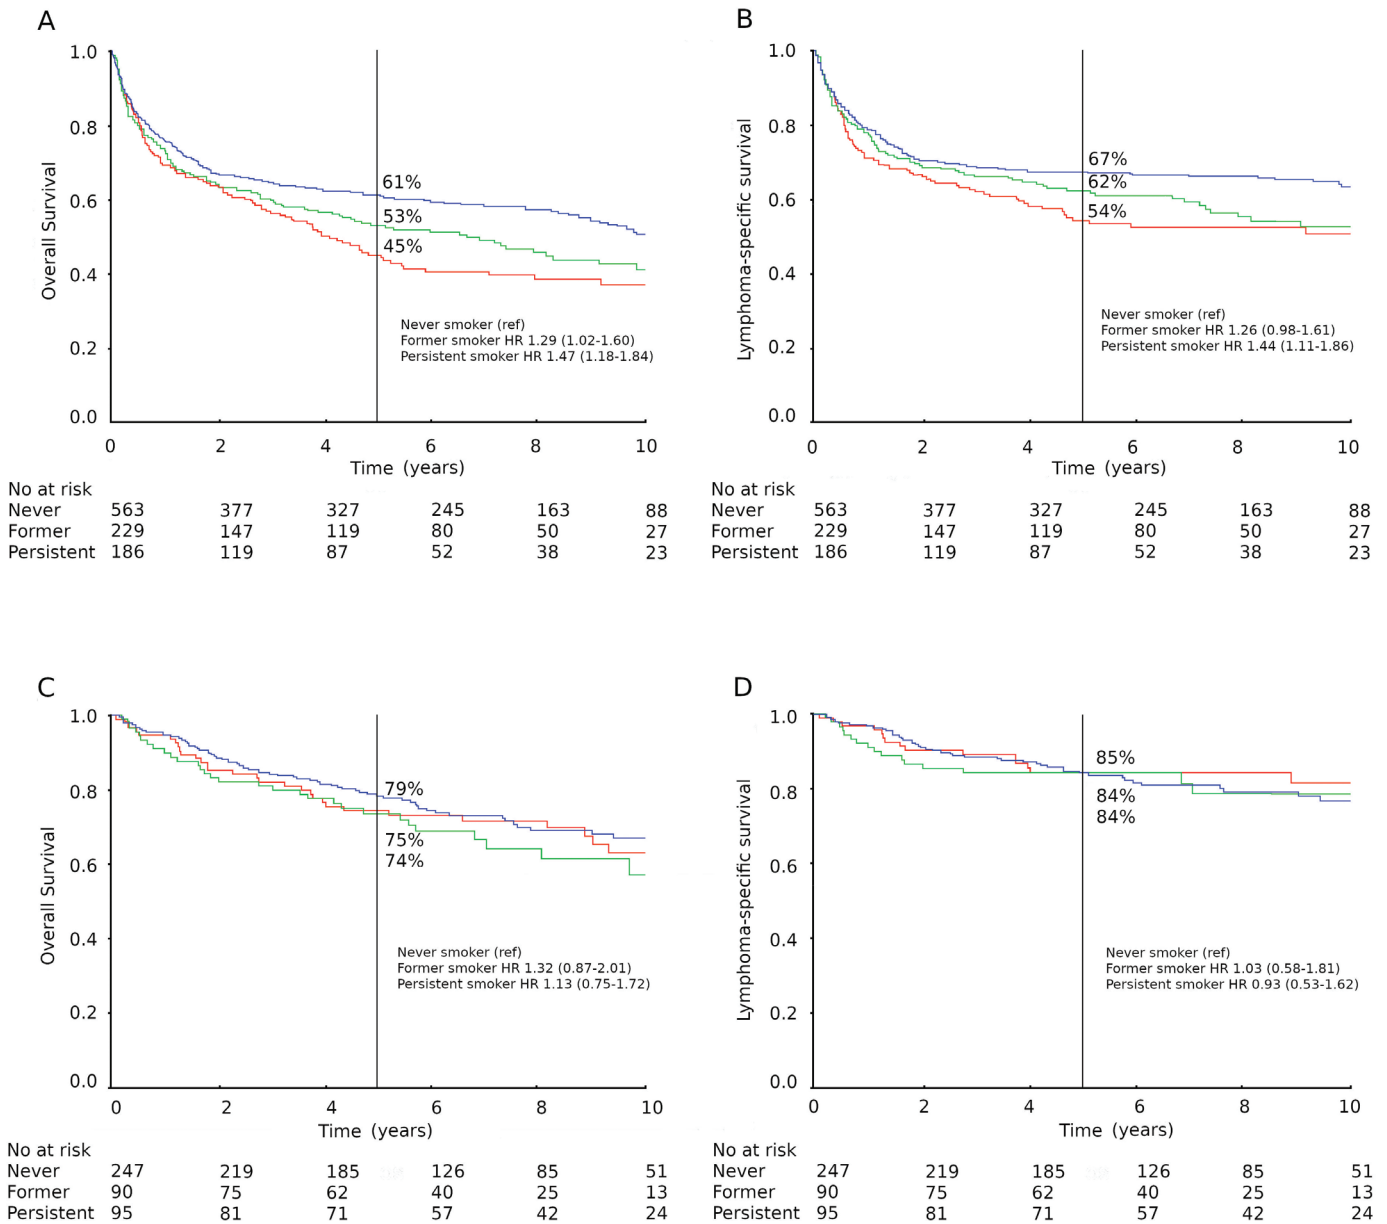 A
Overall Survival
1.0
0.8
0.6
0.4
0.2
0.0
61%
53%
45%
Never smoker (ref)
Former smoker HR 1.29 (1.02-1.60)
Persistent smoker HR 1.47 (1.18-1.84)
0 2 4 6 8 10
Time (years)
No at risk
Never 563 377 327 245 163 88
Former 229 147 119 80 50 27
Persistent 186 119 87 52 38 23
B
Lymphoma-specific survival
1.0
0.8
0.6
0.4
0.2
0.0
67%
62%
54%
Never smoker (ref)
Former smoker HR 1.26 (0.98-1.61)
Persistent smoker HR 1.44 (1.11-1.86)
0 2 4 6 8 10
Time (years)
No at risk
Never 563 377 327 245 163 88
Former 229 147 119 80 50 27
Persistent 186 119 87 52 38 23
C
Overall Survival
1.0
0.8
0.6
0.4
0.2
0.0
79%
75%
74%
Never smoker (ref)
Former smoker HR 1.32 (0.87-2.01)
Persistent smoker HR 1.13 (0.75-1.72)
0 2 4 6 8 10
Time (years)
No at risk
Never 247 219 185 126 85 51
Former 90 75 62 40 25 13
Persistent 95 81 71 57 42 24
D
Lymphoma-specific survival
1.0
0.8
0.6
0.4
0.2
0.0
85%
84%
84%
Never smoker (ref)
Former smoker HR 1.03 (0.58-1.81)
Persistent smoker HR 0.93 (0.53-1.62)
0 2 4 6 8 10
Time (years)
No at risk
Never 247 219 185 126 85 51
Former 90 75 62 40 25 13
Persistent 95 81 71 57 42 24